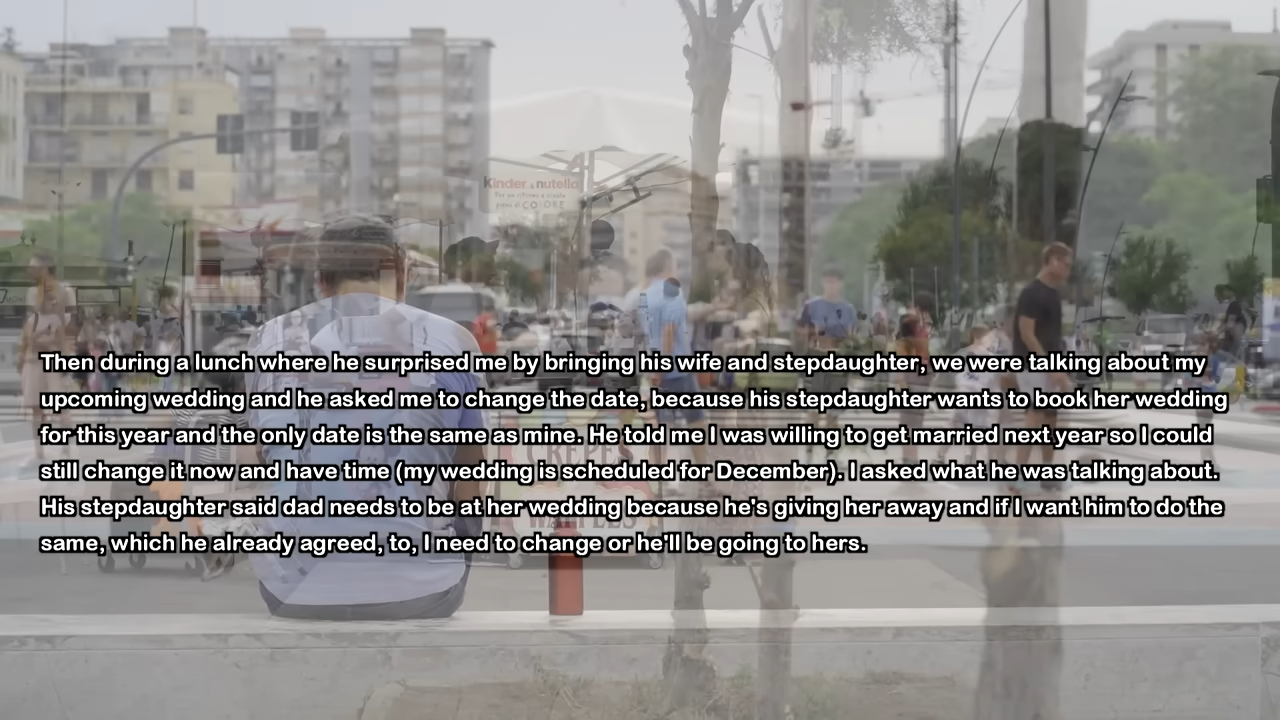 Kinder & nutella
COLORE
Then during a lunch where he surprised me by bringing his wife and stepdaughter, we were talking about my
upcoming wedding and he asked me to change the date, because his stepdaughter wants to book her wedding
for this year and the only date is the same as mine. He told me I was willing to get married next year so I could
still change it now and have time (my wedding is scheduled for December). I asked what he was talking about.
CREPES
His stepdaughter said dad needs to be at her wedding because he's giving her away and if I want him to do the
WAFFLES
same, which he already agreed, to, I need to change or he'll be going to hers.